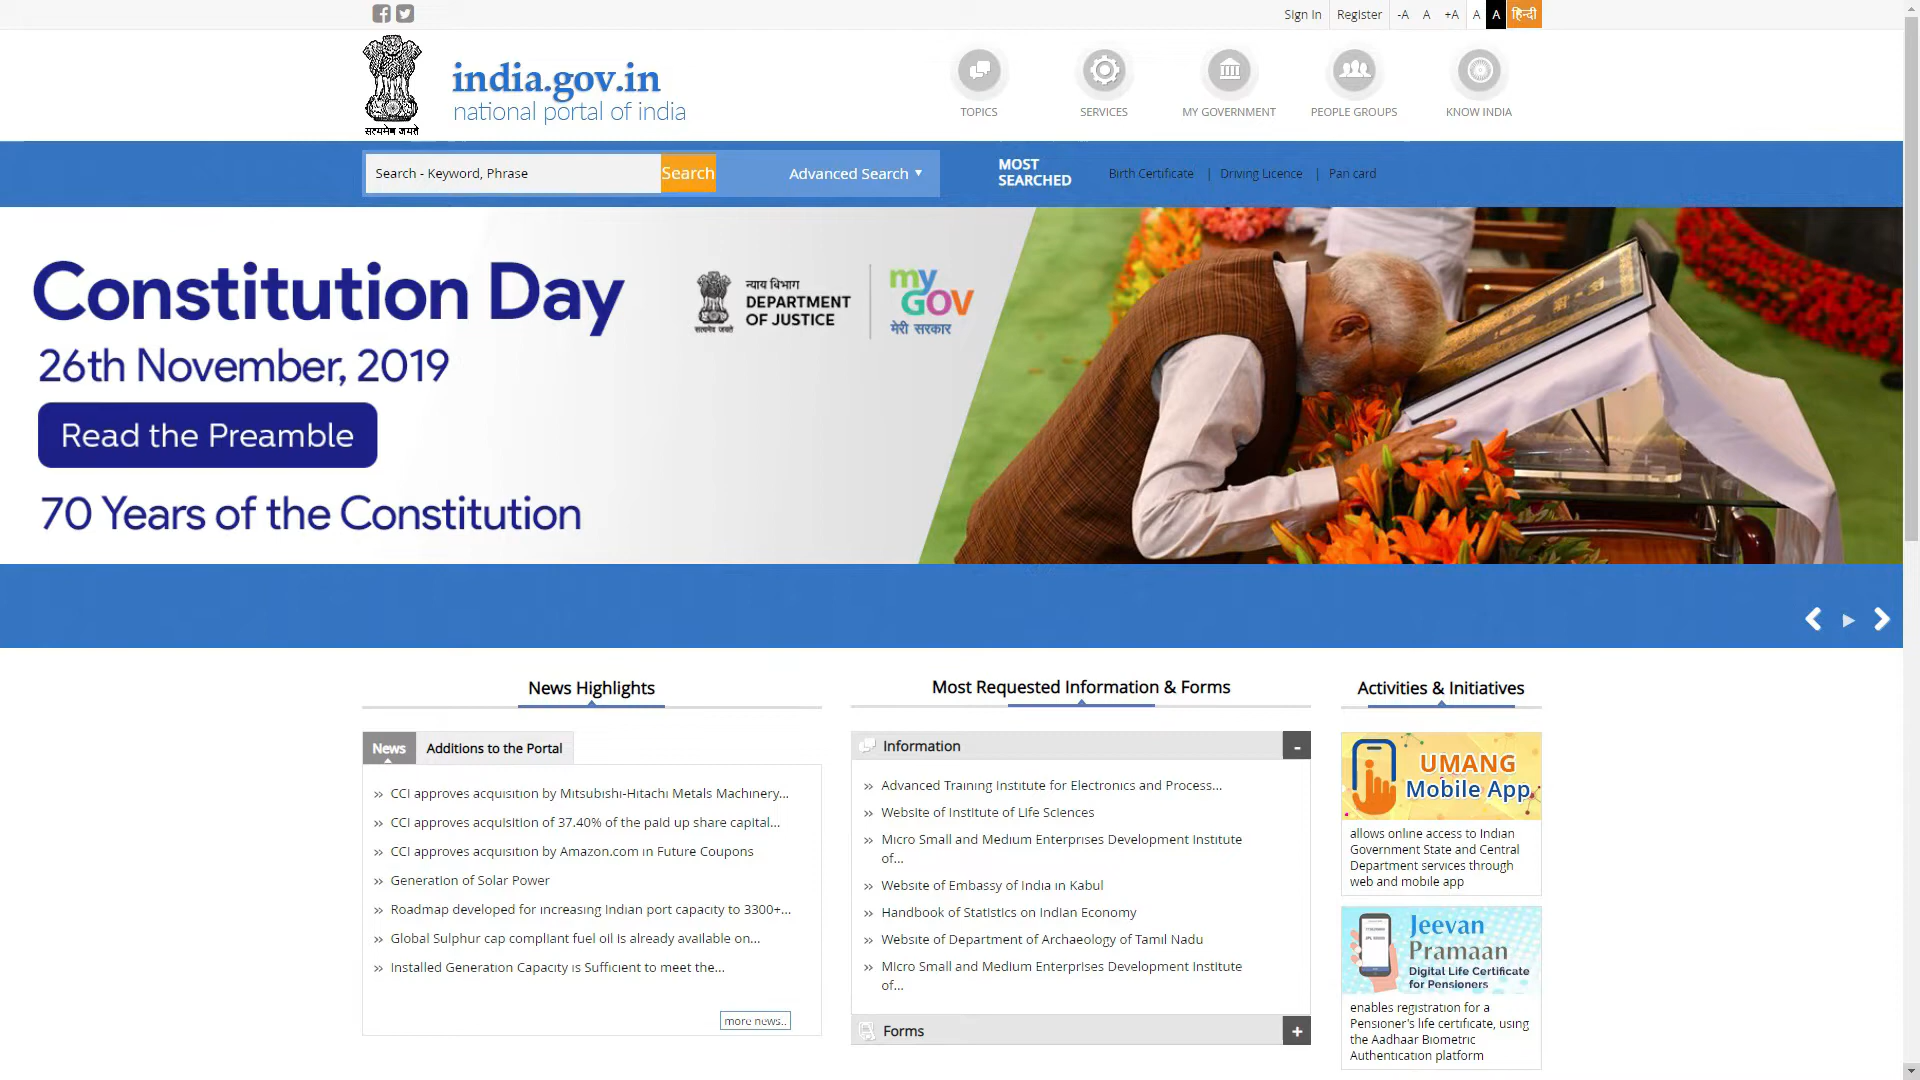 Sign In
Register
-A
A
+A
A
A
हिन्दी
सत्यमेव जयते
india.gov.in
national portal of india
TOPICS
SERVICES
MY GOVERNMENT
PEOPLE GROUPS
KNOW INDIA
Search - Keyword, Phrase
Search
Advanced Search
MOST
SEARCHED
Birth Certificate | Driving Licence | Pan card
Constitution Day
26th November, 2019
Read the Preamble
70 Years of the Constitution
सत्यमेव जयते
न्याय विभाग
DEPARTMENT
OF JUSTICE
my
GOV
मेरी सरकार
News Highlights
News
Additions to the Portal
» CCI approves acquisition by Mitsubishi-Hitachi Metals Machinery...
» CCI approves acquisition of 37.40% of the paid up share capital...
» CCI approves acquisition by Amazon.com in Future Coupons
» Generation of Solar Power
» Roadmap developed for increasing Indian port capacity to 3300+...
» Global Sulphur cap compliant fuel oil is already available on...
» Installed Generation Capacity is Sufficient to meet the...
more news..
Most Requested Information & Forms
Information
-
» Advanced Training Institute for Electronics and Process...
» Website of Institute of Life Sciences
» Micro Small and Medium Enterprises Development Institute
of...
» Website of Embassy of India in Kabul
» Handbook of Statistics on Indian Economy
» Website of Department of Archaeology of Tamil Nadu
» Micro Small and Medium Enterprises Development Institute
of...
Forms
+
Activities & Initiatives
UMANG
Mobile App
allows online access to Indian
Government State and Central
Department services through
web and mobile app
Jeevan
Pramaan
Digital Life Certificate
for Pensioners
enables registration for a
Pensioner's life certificate, using
the Aadhaar Biometric
Authentication platform